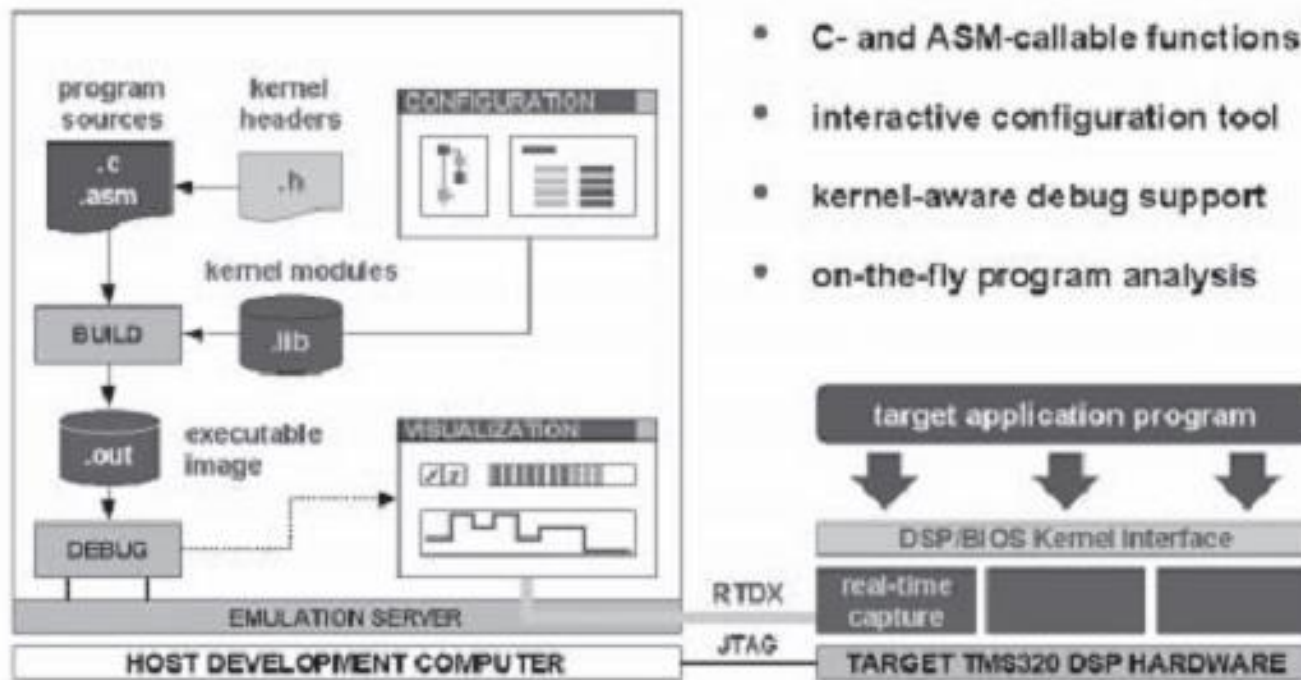 program
sources
kernel
headers
.c
.asm
.h
CONFIGURATION
kernel modules
BUILD
.lib
.out
executable
image
VISUALIZATION
DEBUG
EMULATION SERVER
HOST DEVELOPMENT COMPUTER
• C- and ASM-callable functions
• interactive configuration tool
• kernel-aware debug support
• on-the-fly program analysis
target application program
DSP/BIOS Kernel Interface
RTDX
real-time
capture
JTAG
TARGET TMS320 DSP HARDWARE